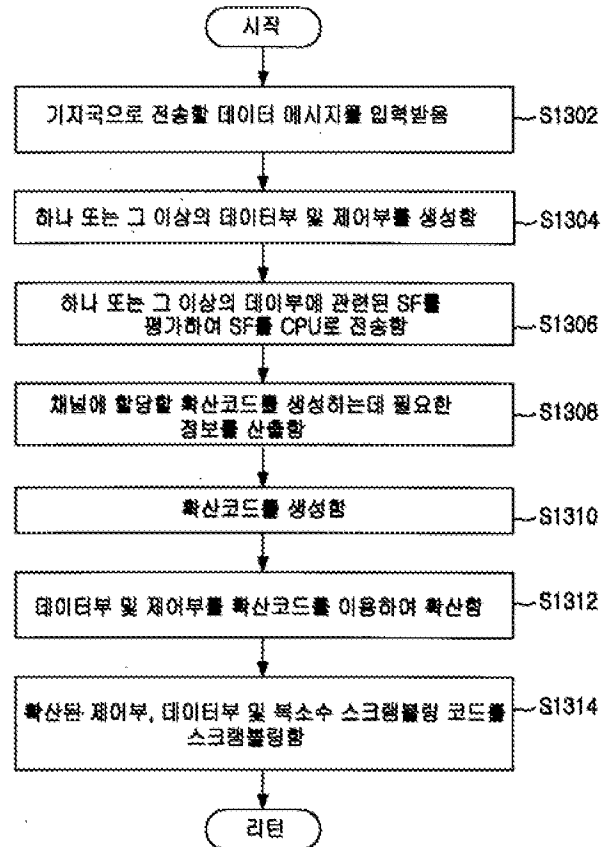 시작
기지국으로 전송할 데이터 메시지를 입력받음
S1302
하나 또는 그 이상의 데이터부 및 제어부를 생성함
S1304
하나 또는 그 이상의 데이부에 관련된 SF를
평가하여 SF를 CPU로 전송함
S1306
채널에 할당할 확산코드를 생성하는데 필요한
정보를 산출함
S1308
확산코드를 생성함
S1310
데이터부 및 제어부를 확산코드를 이용하여 확산함
S1312
확산된 제어부, 데이터부 및 복소수 스크램블링 코드를
스크램블링함
S1314
리턴